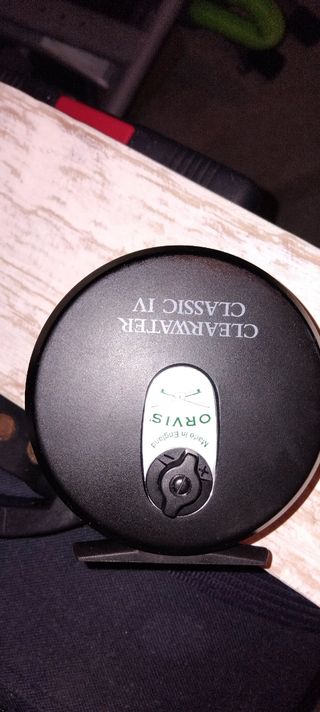 CLEARWATER
CLASSIC IV
ORVIS
Made in England